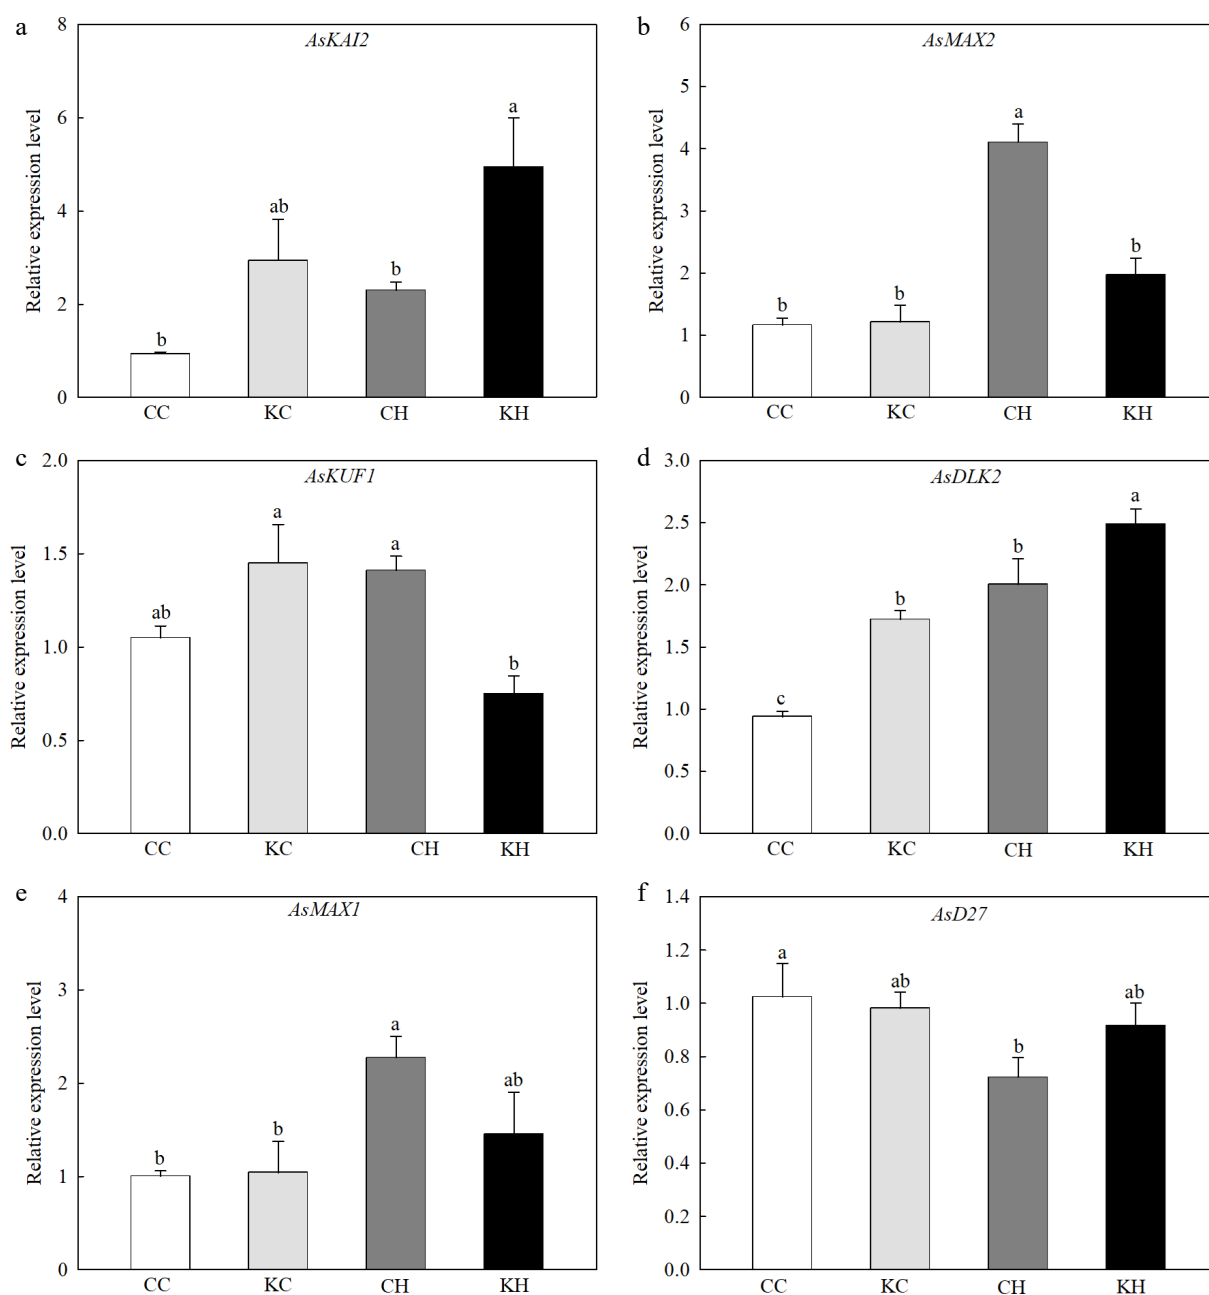 a
AsKAI2
Relative expression level
8
6
4
2
0
b
ab
b
a
CC KC CH KH
b
AsMAX2
Relative expression level
6
5
4
3
2
1
0
b
b
a
b
CC KC CH KH
c
AsKUF1
Relative expression level
2.0
1.5
1.0
0.5
0.0
ab
a
a
b
CC KC CH KH
d
AsDLK2
Relative expression level
3.0
2.5
2.0
1.5
1.0
0.5
0.0
c
b
b
a
CC KC CH KH
e
AsMAX1
Relative expression level
4
3
2
1
0
b
b
a
ab
CC KC CH KH
f
AsD27
Relative expression level
1.4
1.2
1.0
0.8
0.6
0.4
0.2
0.0
a
ab
b
ab
CC KC CH KH